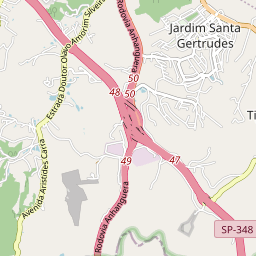 Jardim Santa
Gertrudes
Estrada Doutor Olavo
Amorim Silveira
Rodovia Anhanguera
50
48
50
Ti
49
47
Avenida Aristides Carra
Rodovia Anhanguera
SP-348